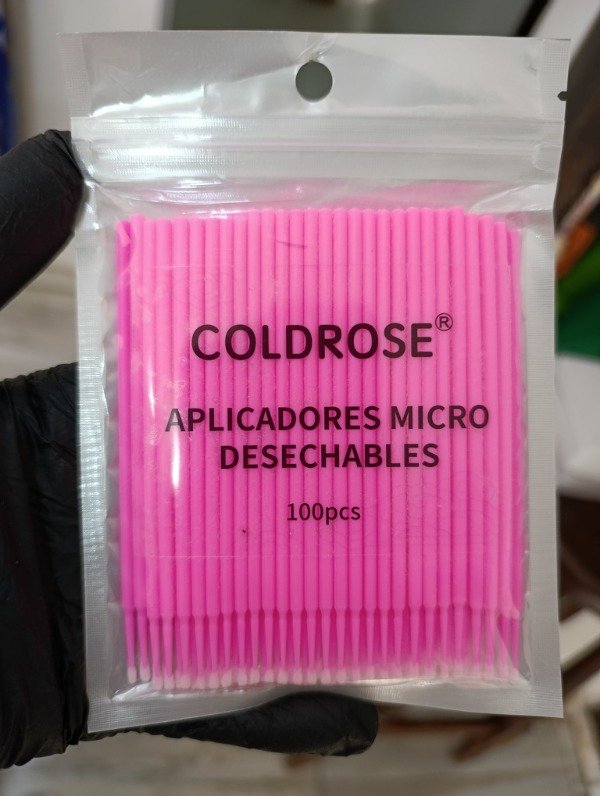 COLDROSE®
APLICADORES MICRO
DESECHABLES
100pcs